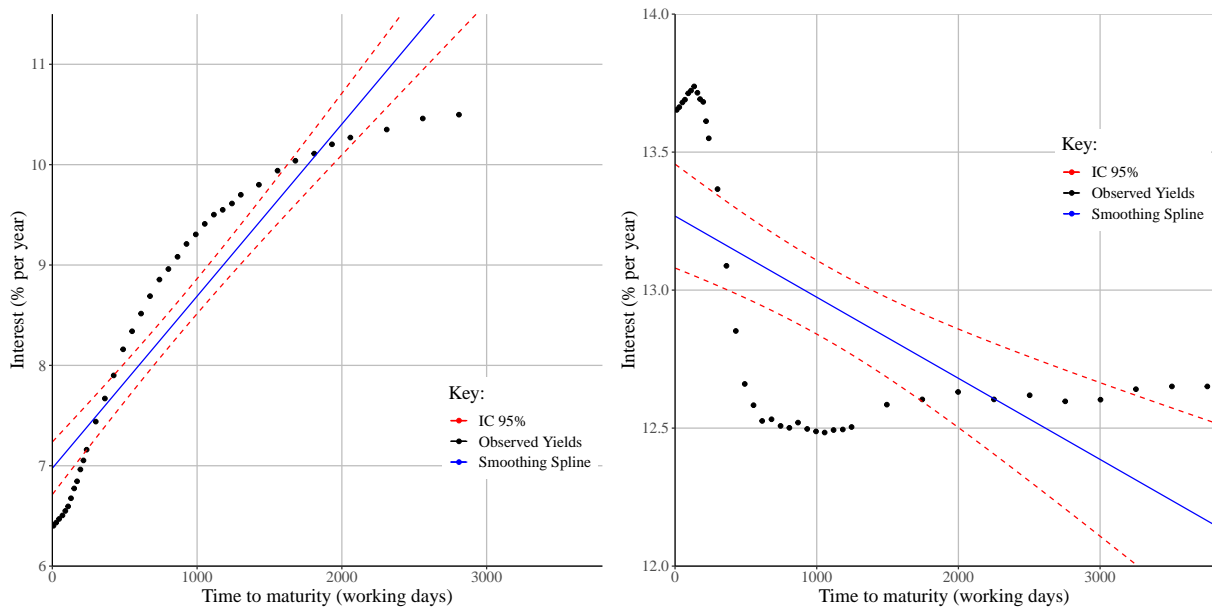 11
10
9
8
7
6
Interest (% per year)
0
1000
2000
3000
Time to maturity (working days)
Key:
IC 95%
Observed Yields
Smoothing Spline
14.0
13.5
13.0
12.5
12.0
Interest (% per year)
0
1000
2000
3000
Time to maturity (working days)
Key:
IC 95%
Observed Yields
Smoothing Spline